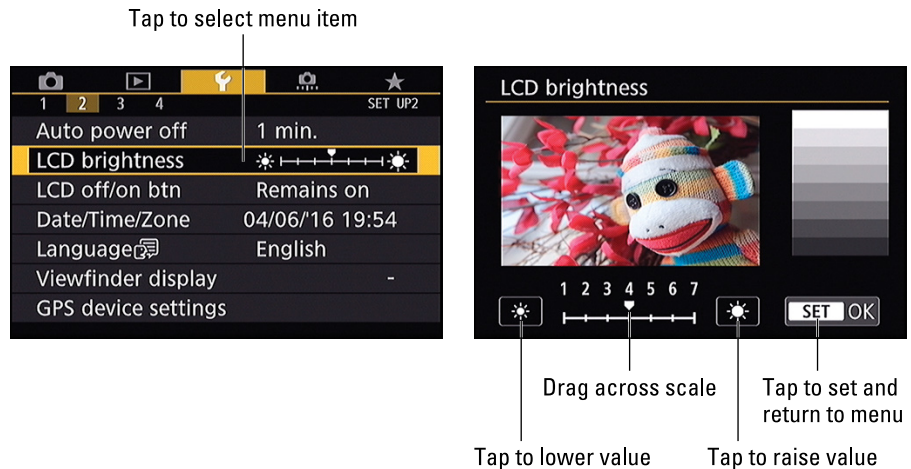 Tap to select menu item
1 2 3 4 SET UP2
Auto power off 1 min.
LCD brightness
LCD off/on btn Remains on
Date/Time/Zone 04/06/'16 19:54
Language English
Viewfinder display -
GPS device settings
LCD brightness
1 2 3 4 5 6 7
SET OK
Drag across scale
Tap to set and
return to menu
Tap to lower value
Tap to raise value